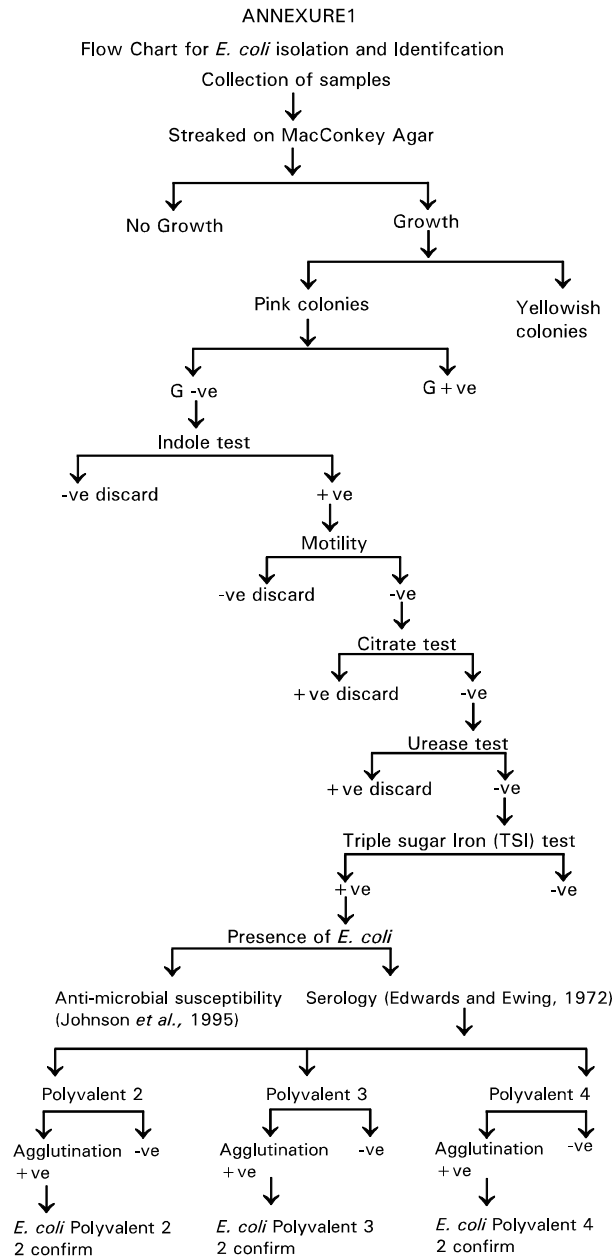 ANNEXURE1
Flow Chart for E. coli isolation and Identifcation
Collection of samples
Streaked on MacConkey Agar
No Growth
Growth
Pink colonies
Yellowish
colonies
G -ve
G +ve
Indole test
-ve discard
+ve
Motility
-ve discard
-ve
Citrate test
+ve discard
-ve
Urease test
+ve discard
-ve
Triple sugar Iron (TSI) test
+ve
-ve
Presence of E. coli
Anti-microbial susceptibility
(Johnson et al., 1995)
Serology (Edwards and Ewing, 1972)
Polyvalent 2
Polyvalent 3
Polyvalent 4
Agglutination
+ve
-ve
Agglutination
+ve
-ve
Agglutination
+ve
-ve
E. coli Polyvalent 2
2 confirm
E. coli Polyvalent 3
2 confirm
E. coli Polyvalent 4
2 confirm